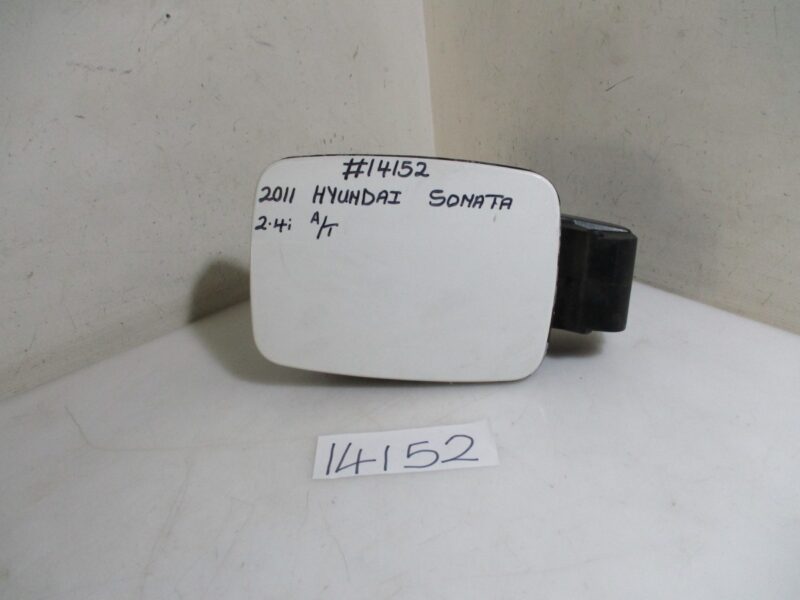 #14152
2011 HYUNDAI SONATA
2.4i A/T
14152